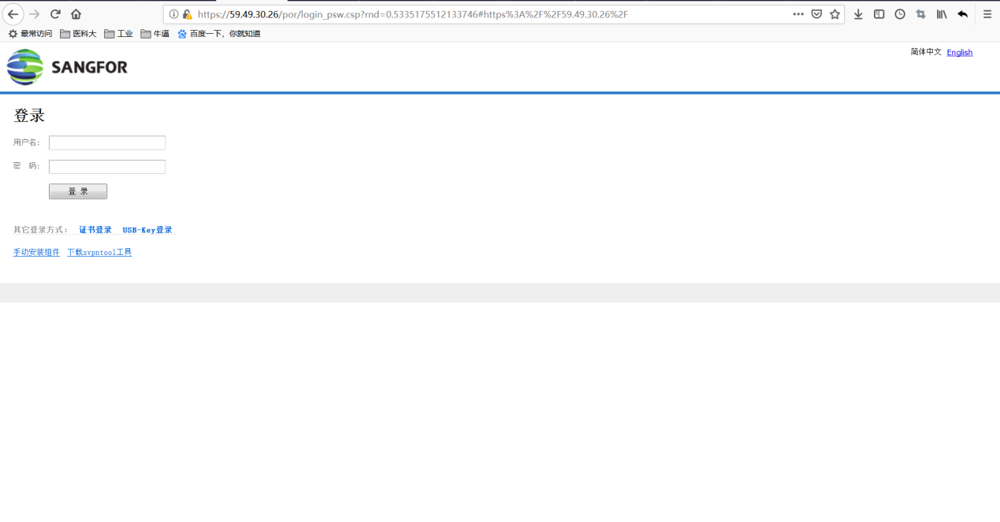 https://59.49.30.26/por/login_psw.csp?rnd=0.5335175512133746#https%3A%2F%2F59.49.30.26%2F
最常访问 医科大 工业 牛逼 百度一下，你就知道
SANGFOR 简体中文 English
登录
用户名:
密 码:
登 录
其它登录方式: 证书登录 USB-Key登录
手动安装组件 下载svpntool工具